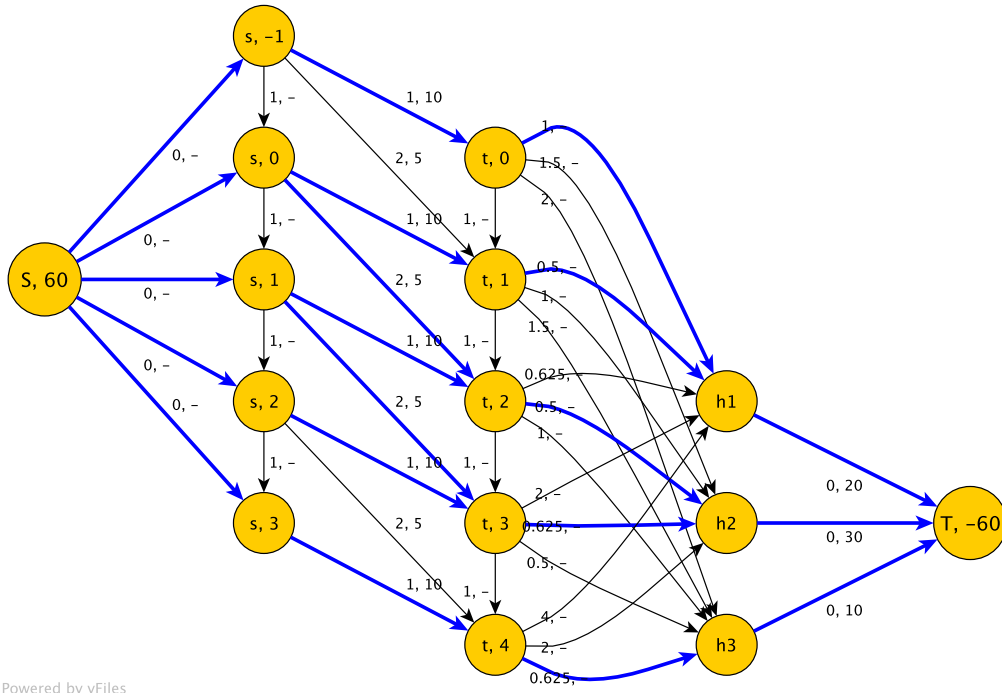 s, −1
1, −
1, 10
0, −
2, 5
1, −
s, 0
t, 0
1.5, −
2, −
0, −
1, −
1, 10
1, −
0.5, −
S, 60
s, 1
2, 5
t, 1
0, −
1, −
1.5, −
1, −
1, 10
1, −
0, −
0.625, −
s, 2
2, 5
t, 2
h1
0, −
0.5, −
1, −
1, −
1, 10
1, −
0, 20
2, −
s, 3
2, 5
t, 3
0.625, −
h2
T, −60
0, 30
0.5, −
1, 10
1, −
0, 10
4, −
t, 4
2, −
h3
0.625,
Powered by yFiles